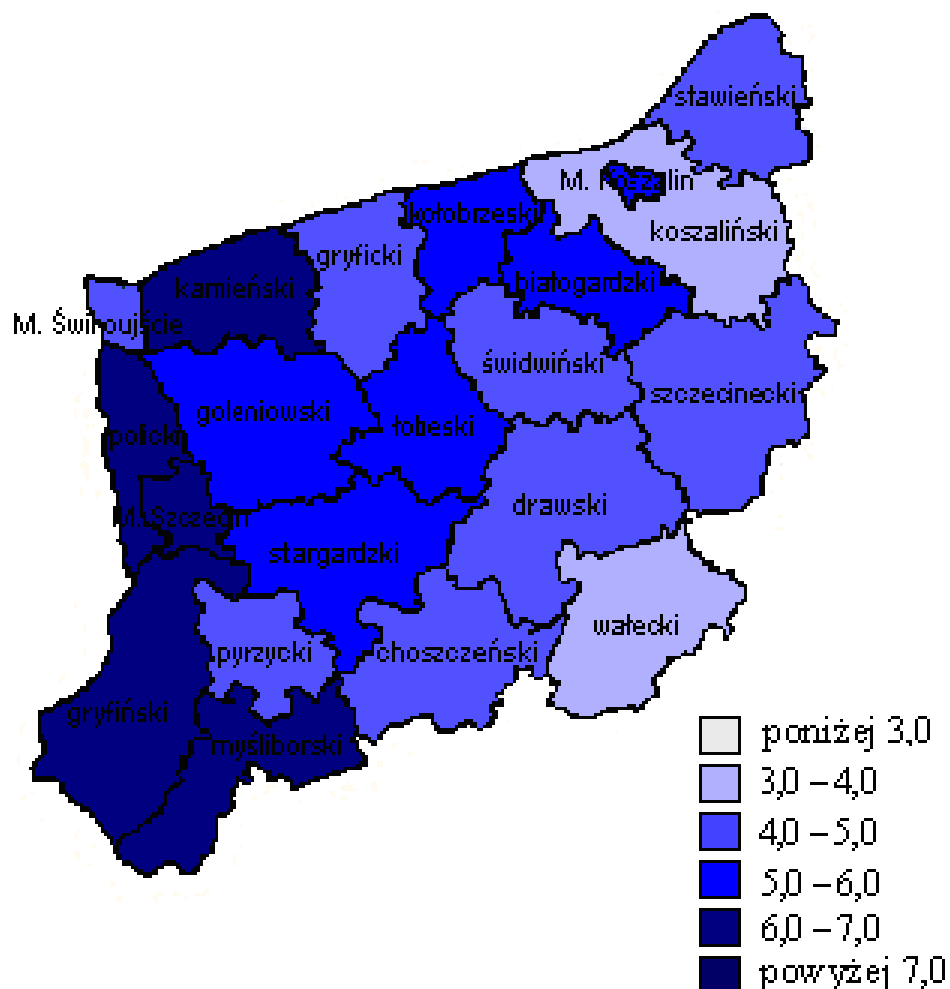 sławieński
M. Koszalin
kołobrzeski
koszaliński
gryficki
białogardzki
kamieński
M. Świnoujście
świdwiński
szczecinecki
goleniowski
łobeski
policki
drawski
M. Szczecin
stargardzki
wałecki
pyrzycki
choszczeński
gryfiński
myśliborski
poniżej 3,0
3,0 – 4,0
4,0 – 5,0
5,0 – 6,0
6,0 – 7,0
powyżej 7,0